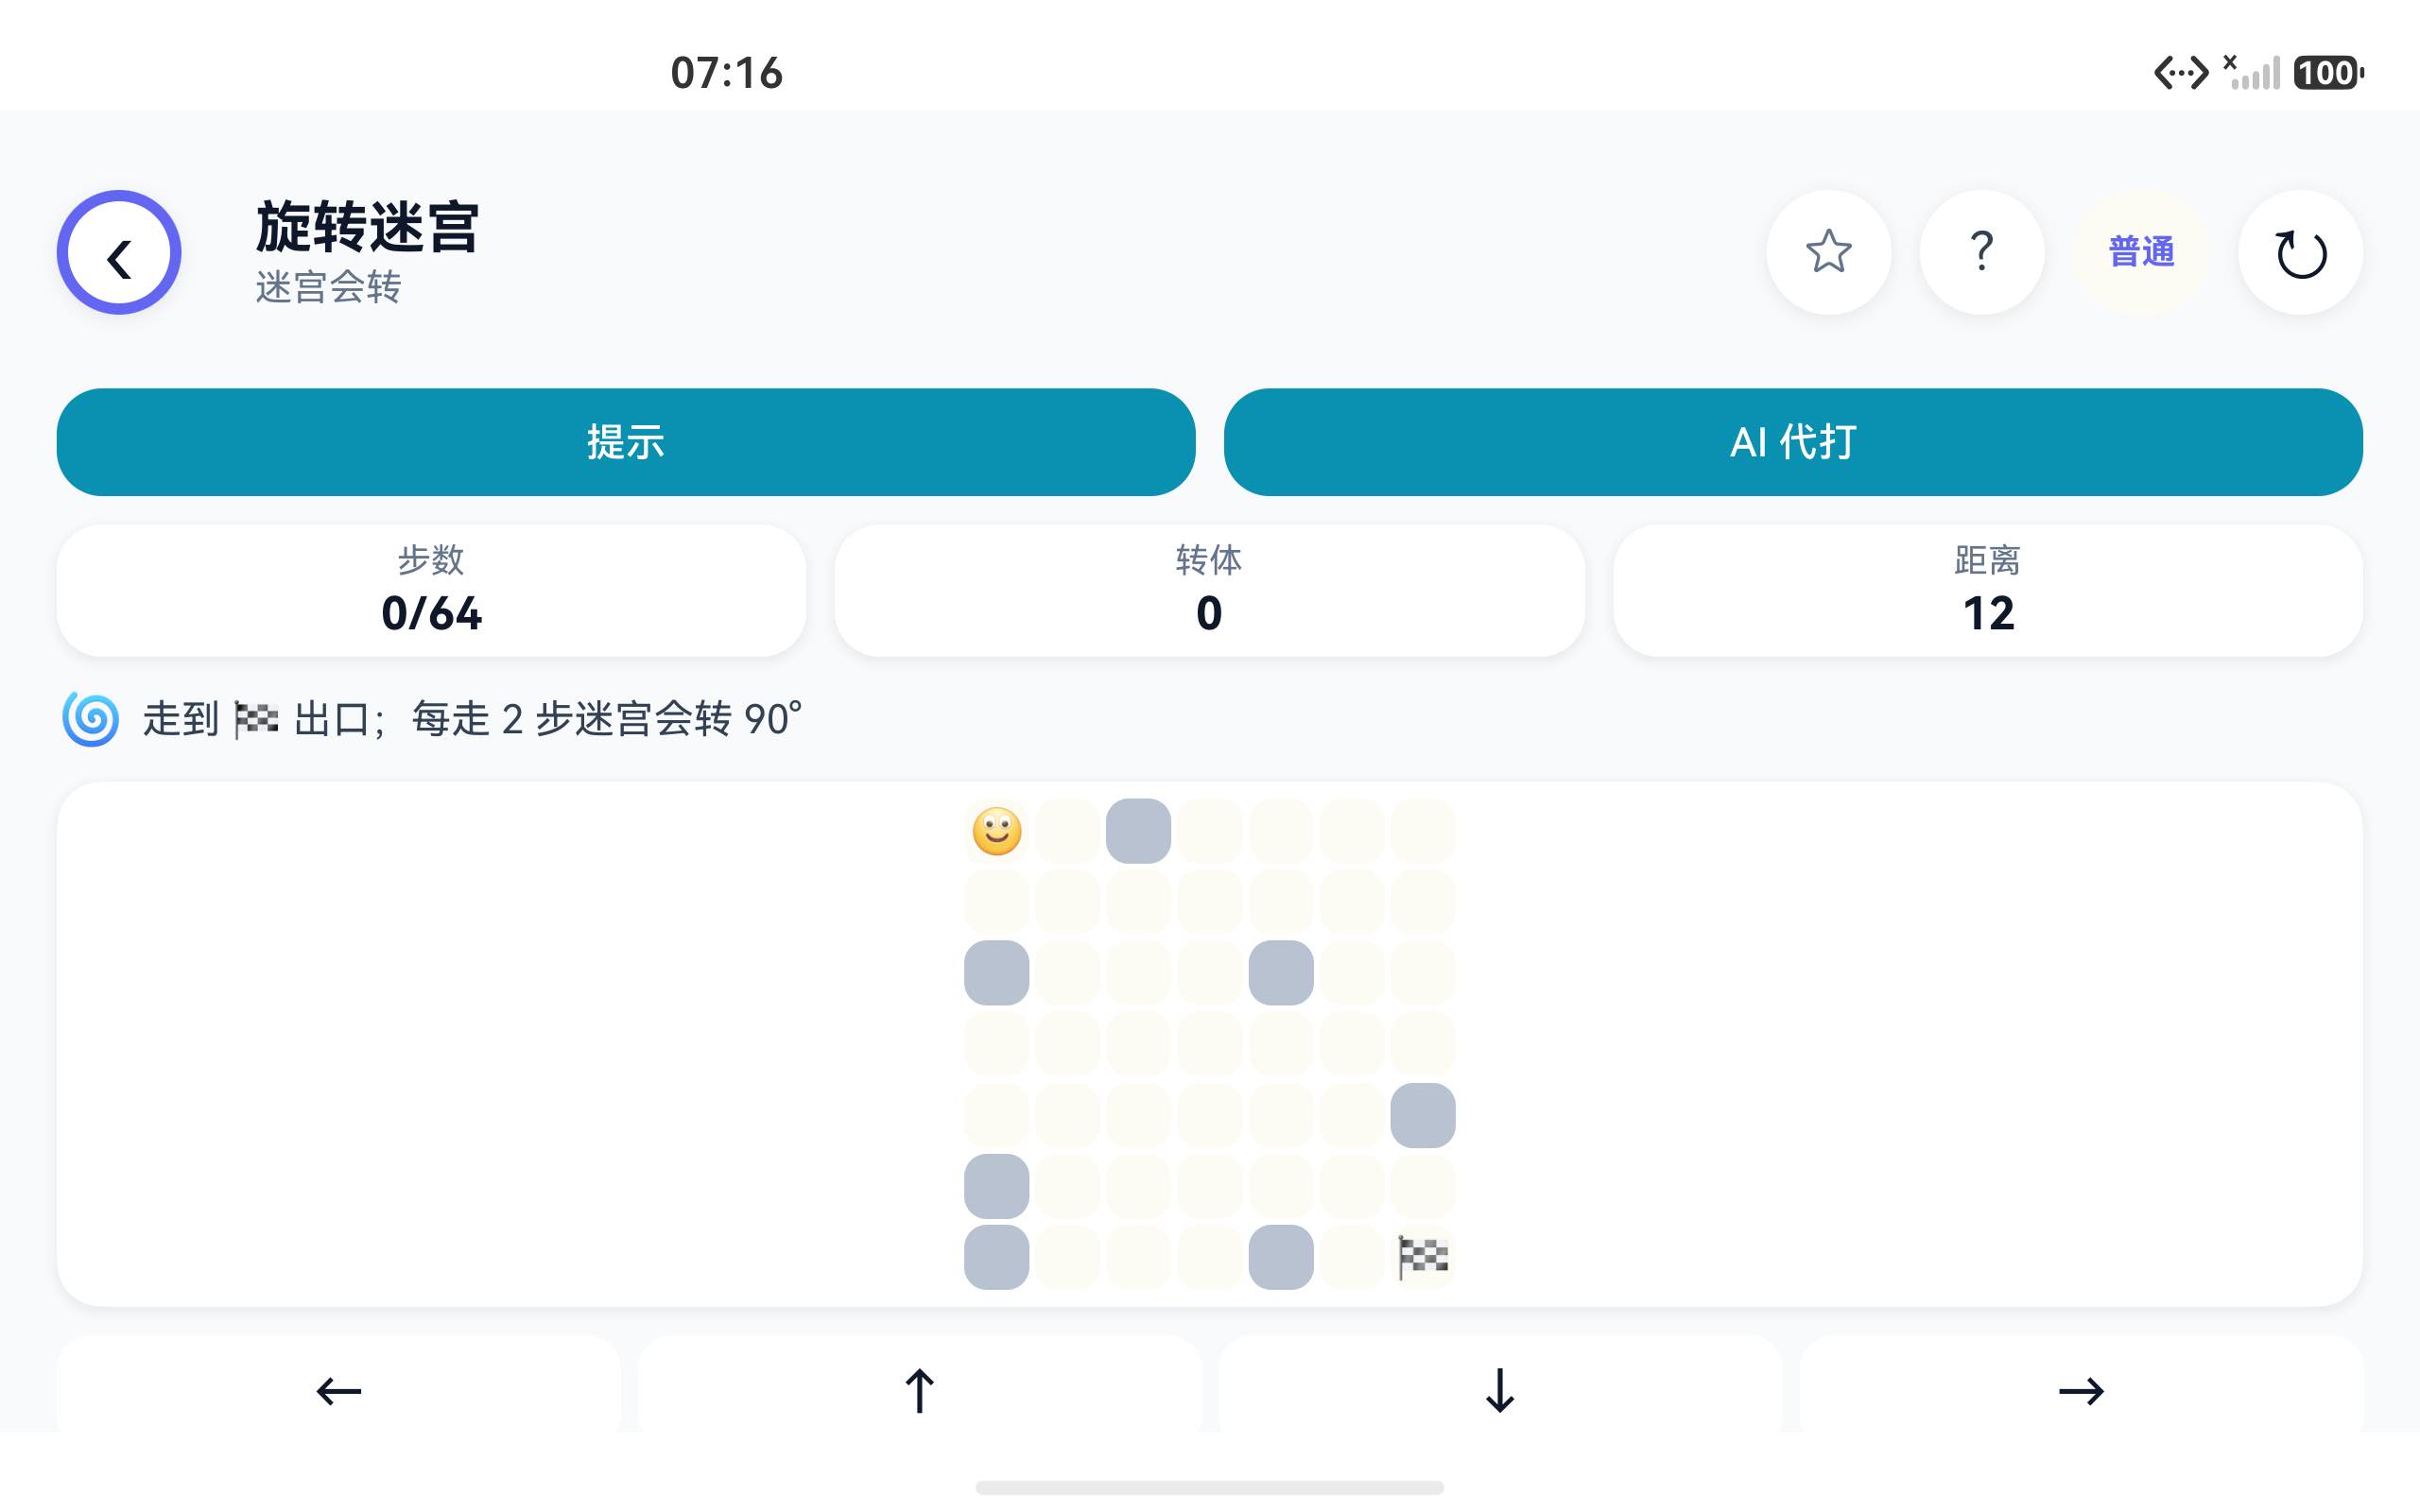 07:16
100
旋转迷宫
迷宫会转
?
普通
提示
AI 代打
步数
0/64
转体
0
距离
12
走到 🏁 出口；每走 2 步迷宫会转 90°
← ↑ ↓ →